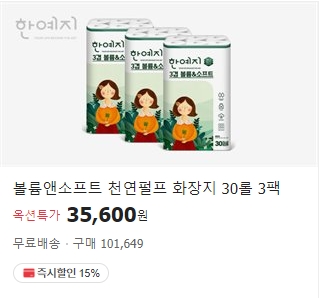 한예지
한예지
3겹 볼륨&소프트
한예지
3겹 볼륨&소프트
한예지
3겹 볼륨&소프트
30롤
볼륨앤소프트 천연펄프 화장지 30롤 3팩
옥션특가 35,600원
무료배송 · 구매 101,649
즉시할인 15%